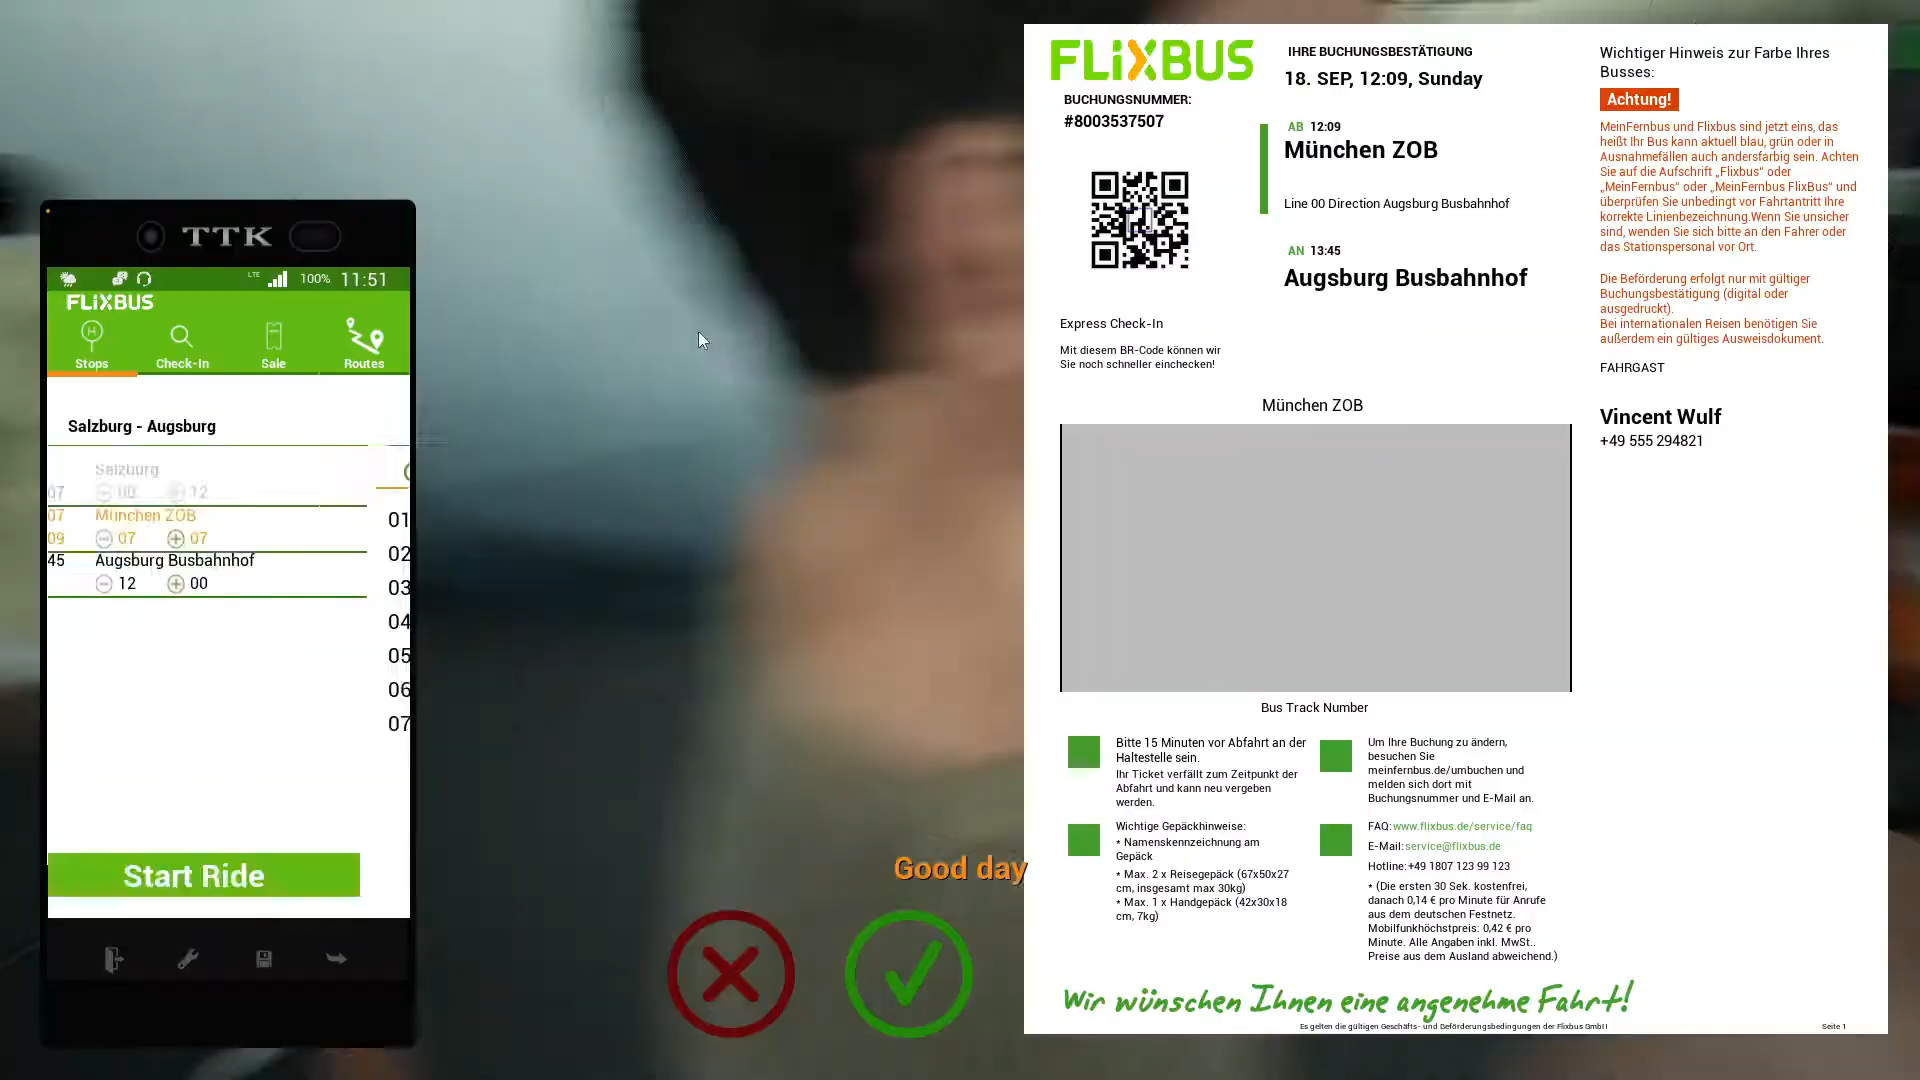 TTK
LTE 100% 11:51
FLiXBUS
Stops Check-In Sale Routes
Salzburg - Augsburg
Salzburg
07 00 12
07 München ZOB
09 07 07
45 Augsburg Busbahnhof
12 00
01
02
03
04
05
06
07
Start Ride
Good day
FLiXBUS
BUCHUNGSNUMMER:
#8003537507
Express Check-In
Mit diesem BR-Code können wir
Sie noch schneller einchecken!
IHRE BUCHUNGSBESTÄTIGUNG
18. SEP, 12:09, Sunday
AB 12:09
München ZOB
Line 00 Direction Augsburg Busbahnhof
AN 13:45
Augsburg Busbahnhof
Wichtiger Hinweis zur Farbe Ihres
Busses:
Achtung!
MeinFernbus und Flixbus sind jetzt eins, das
heißt Ihr Bus kann aktuell blau, grün oder in
Ausnahmefällen auch andersfarbig sein. Achten
Sie auf die Aufschrift „Flixbus“ oder
„MeinFernbus“ oder „MeinFernbus FlixBus“ und
überprüfen Sie unbedingt vor Fahrtantritt Ihre
korrekte Linienbezeichnung.Wenn Sie unsicher
sind, wenden Sie sich bitte an den Fahrer oder
das Stationspersonal vor Ort.
Die Beförderung erfolgt nur mit gültiger
Buchungsbestätigung (digital oder
ausgedruckt).
Bei internationalen Reisen benötigen Sie
außerdem ein gültiges Ausweisdokument.
FAHRGAST
Vincent Wulf
+49 555 294821
München ZOB
Bus Track Number
Bitte 15 Minuten vor Abfahrt an der
Haltestelle sein.
Ihr Ticket verfällt zum Zeitpunkt der
Abfahrt und kann neu vergeben
werden.
Wichtige Gepäckhinweise:
* Namenskennzeichnung am
Gepäck
* Max. 2 x Reisegepäck (67x50x27
cm, insgesamt max 30kg)
* Max. 1 x Handgepäck (42x30x18
cm, 7kg)
Um Ihre Buchung zu ändern,
besuchen Sie
meinfernbus.de/umbuchen und
melden sich dort mit
Buchungsnummer und E-Mail an.
FAQ: www.flixbus.de/service/faq
E-Mail: service@flixbus.de
Hotline: +49 1807 123 99 123
* (Die ersten 30 Sek. kostenfrei,
danach 0,14 € pro Minute für Anrufe
aus dem deutschen Festnetz.
Mobilfunkhöchstpreis: 0,42 € pro
Minute. Alle Angaben inkl. MwSt..
Preise aus dem Ausland abweichend.)
Wir wünschen Ihnen eine angenehme Fahrt!
Es gelten die gültigen Geschäfts- und Beförderungsbedingungen der Flixbus GmbH
Seite 1